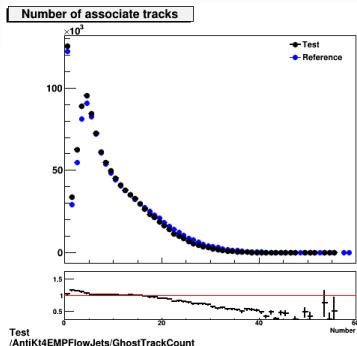 Number of associate tracks
×10³
Test
Reference
100
50
0
1.5
1
0.5
0
20
40
60
Number
Test
/AntiKt4EMPFlowJets/GhostTrackCount